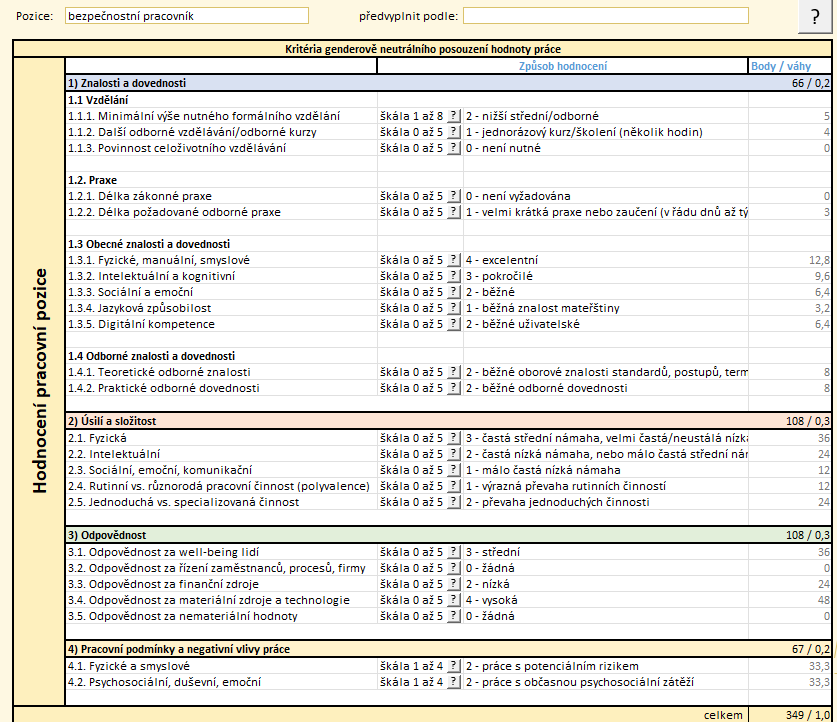 Pozice: bezpečnostní pracovník předvyplnit podle: ?
Kritéria genderově neutrálního posouzení hodnoty práce
Hodnocení pracovní pozice
Způsob hodnocení Body / váhy
1) Znalosti a dovednosti 66 / 0,2
1.1 Vzdělání
1.1.1. Minimální výše nutného formálního vzdělání škála 1 až 8 ? 2 - nižší střední/odborné 5
1.1.2. Další odborné vzdělávání/odborné kurzy škála 0 až 5 ? 1 - jednorázový kurz/školení (několik hodin) 4
1.1.3. Povinnost celoživotního vzdělávání škála 0 až 5 ? 0 - není nutné 0
1.2. Praxe
1.2.1. Délka zákonné praxe škála 0 až 5 ? 0 - není vyžadována 0
1.2.2. Délka požadované odborné praxe škála 0 až 5 ? 1 - velmi krátká praxe nebo zaučení (v řádu dnů až tý 3
1.3 Obecné znalosti a dovednosti
1.3.1. Fyzické, manuální, smyslové škála 0 až 5 ? 4 - excelentní 12,8
1.3.2. Intelektuální a kognitivní škála 0 až 5 ? 3 - pokročilé 9,6
1.3.3. Sociální a emoční škála 0 až 5 ? 2 - běžné 6,4
1.3.4. Jazyková způsobilost škála 0 až 5 ? 1 - běžná znalost mateřštiny 3,2
1.3.5. Digitální kompetence škála 0 až 5 ? 2 - běžné uživatelské 6,4
1.4 Odborné znalosti a dovednosti
1.4.1. Teoretické odborné znalosti škála 0 až 5 ? 2 - běžné oborové znalosti standardů, postupů, term 8
1.4.2. Praktické odborné dovednosti škála 0 až 5 ? 2 - běžné odborné dovednosti 8
2) Úsilí a složitost 108 / 0,3
2.1. Fyzická škála 0 až 5 ? 3 - častá střední námaha, velmi častá/neustálá nízká 36
2.2. Intelektuální škála 0 až 5 ? 2 - častá nízká námaha, nebo málo častá střední nám 24
2.3. Sociální, emoční, komunikační škála 0 až 5 ? 1 - málo častá nízká námaha 12
2.4. Rutinní vs. různorodá pracovní činnost (polyvalence) škála 0 až 5 ? 1 - výrazná převaha rutinních činností 12
2.5. Jednoduchá vs. specializovaná činnost škála 0 až 5 ? 2 - převaha jednoduchých činností 24
3) Odpovědnost 108 / 0,3
3.1. Odpovědnost za well-being lidí škála 0 až 5 ? 3 - střední 36
3.2. Odpovědnost za řízení zaměstnanců, procesů, firmy škála 0 až 5 ? 0 - žádná 0
3.3. Odpovědnost za finanční zdroje škála 0 až 5 ? 2 - nízká 24
3.4. Odpovědnost za materiální zdroje a technologie škála 0 až 5 ? 4 - vysoká 48
3.5. Odpovědnost za nemateriální hodnoty škála 0 až 5 ? 0 - žádná 0
4) Pracovní podmínky a negativní vlivy práce 67 / 0,2
4.1. Fyzické a smyslové škála 1 až 4 ? 2 - práce s potenciálním rizikem 33,3
4.2. Psychosociální, duševní, emoční škála 1 až 4 ? 2 - práce s občasnou psychosociální zátěží 33,3
celkem 349 / 1,0